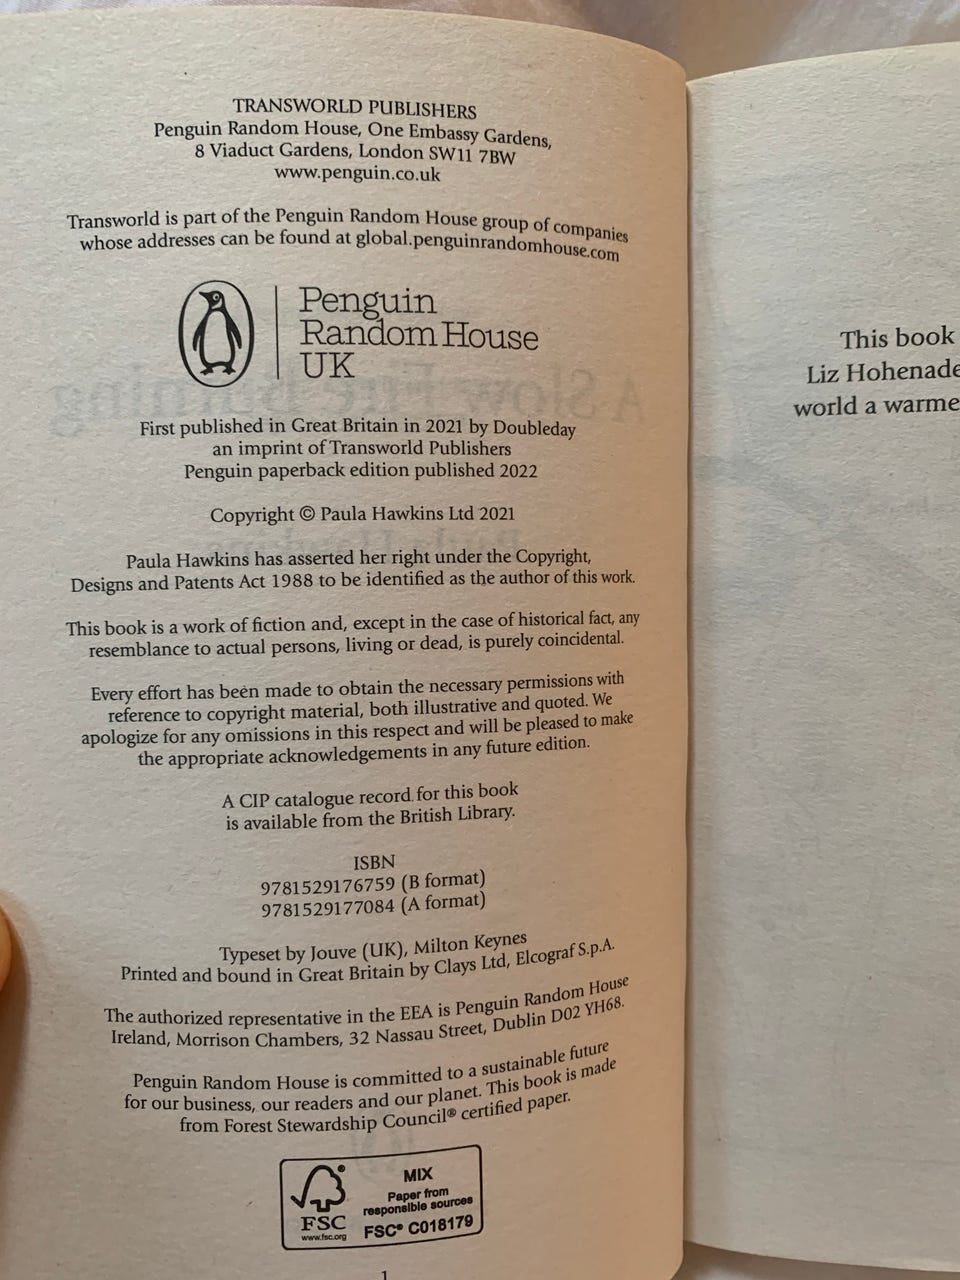 TRANSWORLD PUBLISHERS
Penguin Random House, One Embassy Gardens,
8 Viaduct Gardens, London SW11 7BW
www.penguin.co.uk
Transworld is part of the Penguin Random House group of companies
whose addresses can be found at global.penguinrandomhouse.com
Penguin
Random House
UK
First published in Great Britain in 2021 by Doubleday
an imprint of Transworld Publishers
Penguin paperback edition published 2022
Copyright © Paula Hawkins Ltd 2021
Paula Hawkins has asserted her right under the Copyright,
Designs and Patents Act 1988 to be identified as the author of this work.
This book is a work of fiction and, except in the case of historical fact, any
resemblance to actual persons, living or dead, is purely coincidental.
Every effort has been made to obtain the necessary permissions with
reference to copyright material, both illustrative and quoted. We
apologize for any omissions in this respect and will be pleased to make
the appropriate acknowledgements in any future edition.
A CIP catalogue record for this book
is available from the British Library.
ISBN
9781529176759 (B format)
9781529177084 (A format)
Typeset by Jouve (UK), Milton Keynes
Printed and bound in Great Britain by Clays Ltd, Elcograf S.p.A.
The authorized representative in the EEA is Penguin Random House
Ireland, Morrison Chambers, 32 Nassau Street, Dublin D02 YH68.
Penguin Random House is committed to a sustainable future
for our business, our readers and our planet. This book is made
from Forest Stewardship Council® certified paper.
FSC
www.fsc.org
MIX
Paper from
responsible sources
FSC® C018179
1
This book
Liz Hohenade
world a warme